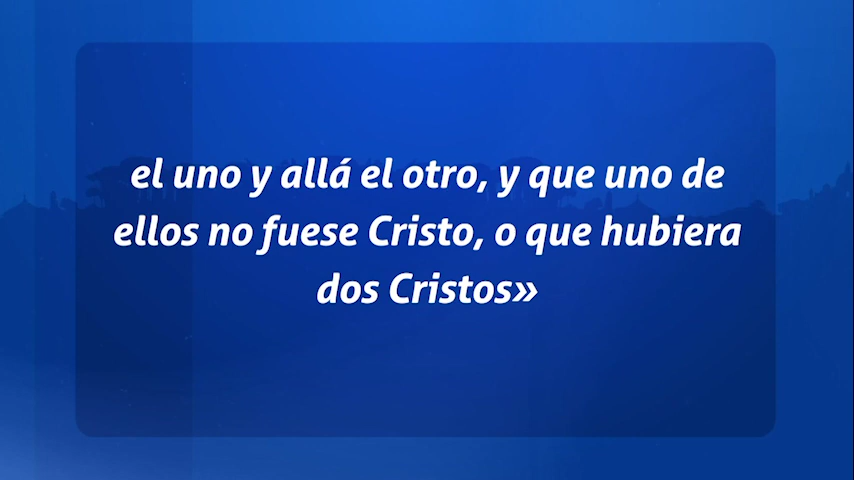 el uno y allá el otro, y que uno de
ellos no fuese Cristo, o que hubiera
dos Cristos»